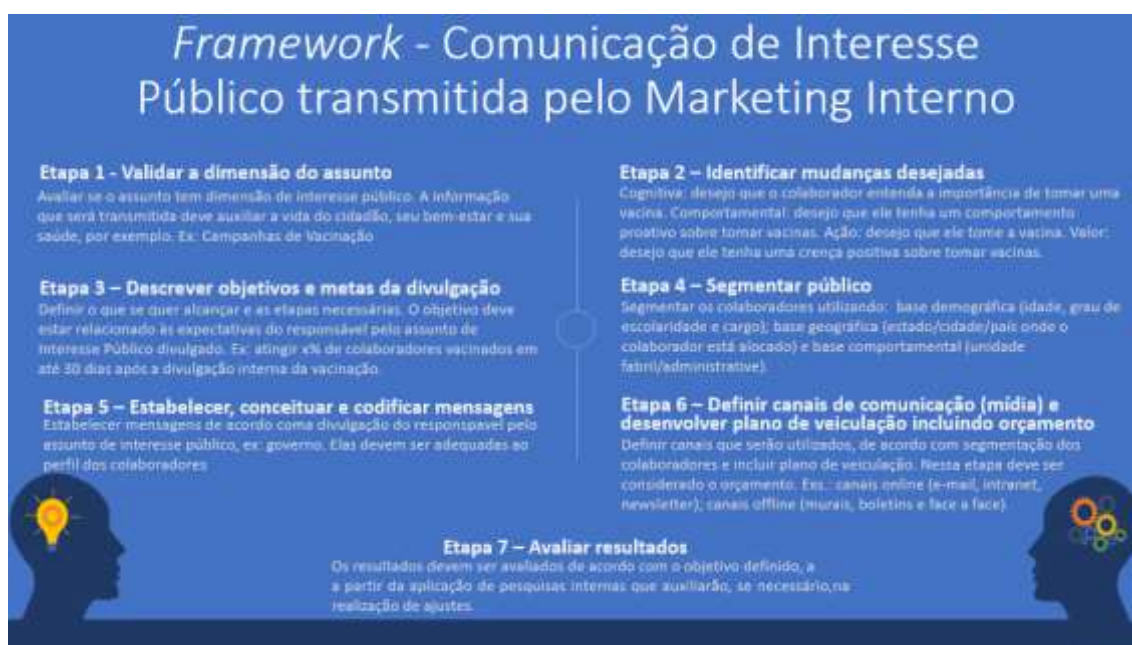 Framework - Comunicação de Interesse
Público transmitida pelo Marketing Interno
Etapa 1 - Validar a dimensão do assunto
Avaliar se o assunto tem dimensão de interesse público. A informação
que será transmitida deve auxiliar a vida do cidadão, seu bem-estar e sua
saúde, por exemplo. Ex: Campanhas de Vacinação
Etapa 2 – Identificar mudanças desejadas
Cognitiva: desejo que o colaborador entenda a importância de tomar uma
vacina. Comportamental: desejo que ele tenha um comportamento
proativo sobre tomar vacinas. Ação: desejo que ele tome a vacina. Valor:
desejo que ele tenha uma crença positiva sobre tomar vacinas.
Etapa 3 – Descrever objetivos e metas da divulgação
Definir o que se quer alcançar e as etapas necessárias. O objetivo deve
estar relacionado às expectativas do responsável pelo assunto de
Interesse Público divulgado. Ex: atingir x% de colaboradores vacinados em
até 30 dias após a divulgação interna da vacinação.
Etapa 4 – Segmentar público
Segmentar os colaboradores utilizando: base demográfica (idade, grau de
escolaridade e cargo); base geográfica (estado/cidade/país onde o
colaborador está alocado) e base comportamental (unidade
fabril/administrative).
Etapa 5 – Estabelecer, conceituar e codificar mensagens
Estabelecer mensagens de acordo coma divulgação do responspavel pelo
assunto de interesse público, ex: governo. Elas devem ser adequadas ao
perfil dos colaboradores
Etapa 6 – Definir canais de comunicação (mídia) e
desenvolver plano de veiculação incluindo orçamento
Definir canais que serão utilizados, de acordo com segmentação dos
colaboradores e incluir plano de veiculação. Nessa etapa deve ser
considerado o orçamento. Exs.: canais online (e-mail, intranet,
newsletter); canais offline (murais, boletins e face a face)
Etapa 7 – Avaliar resultados
Os resultados devem ser avaliados de acordo com o objetivo definido, a
a partir da aplicação de pesquisas internas que auxiliarão, se necessário,na
realização de ajustes.